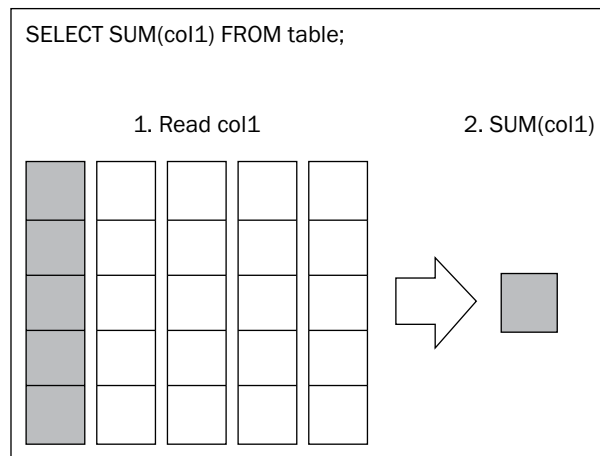 SELECT SUM(col1) FROM table;
1. Read col1
2. SUM(col1)